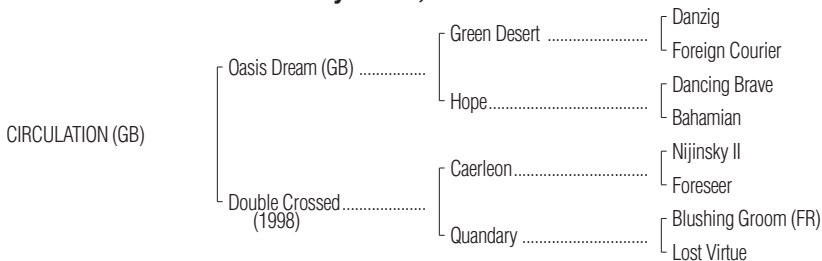 Danzig
Green Desert ........................
Foreign Courier
Oasis Dream (GB) ................
Dancing Brave
Hope......................................
Bahamian
CIRCULATION (GB)
Nijinsky II
Caerleon................................
Foreseer
Double Crossed....................
(1998)
Blushing Groom (FR)
Quandary ..............................
Lost Virtue